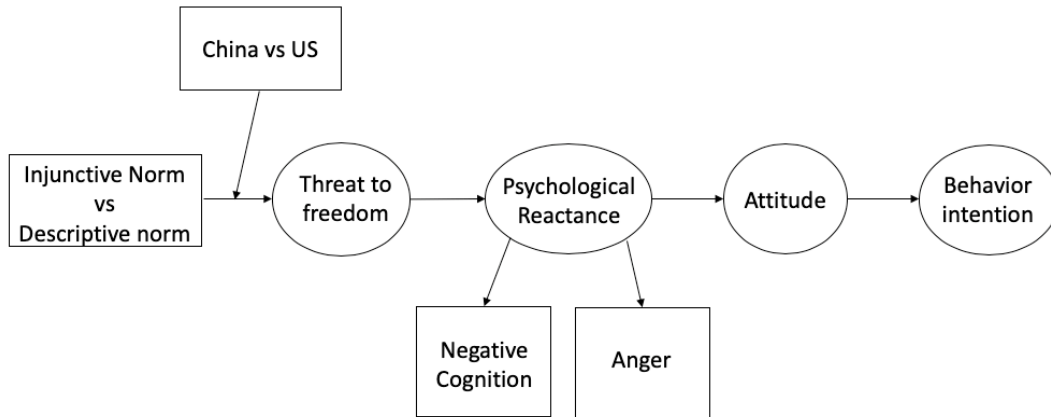 China vs US
Injunctive Norm
vs
Descriptive norm
Threat to
freedom
Psychological
Reactance
Attitude
Behavior
intention
Negative
Cognition
Anger